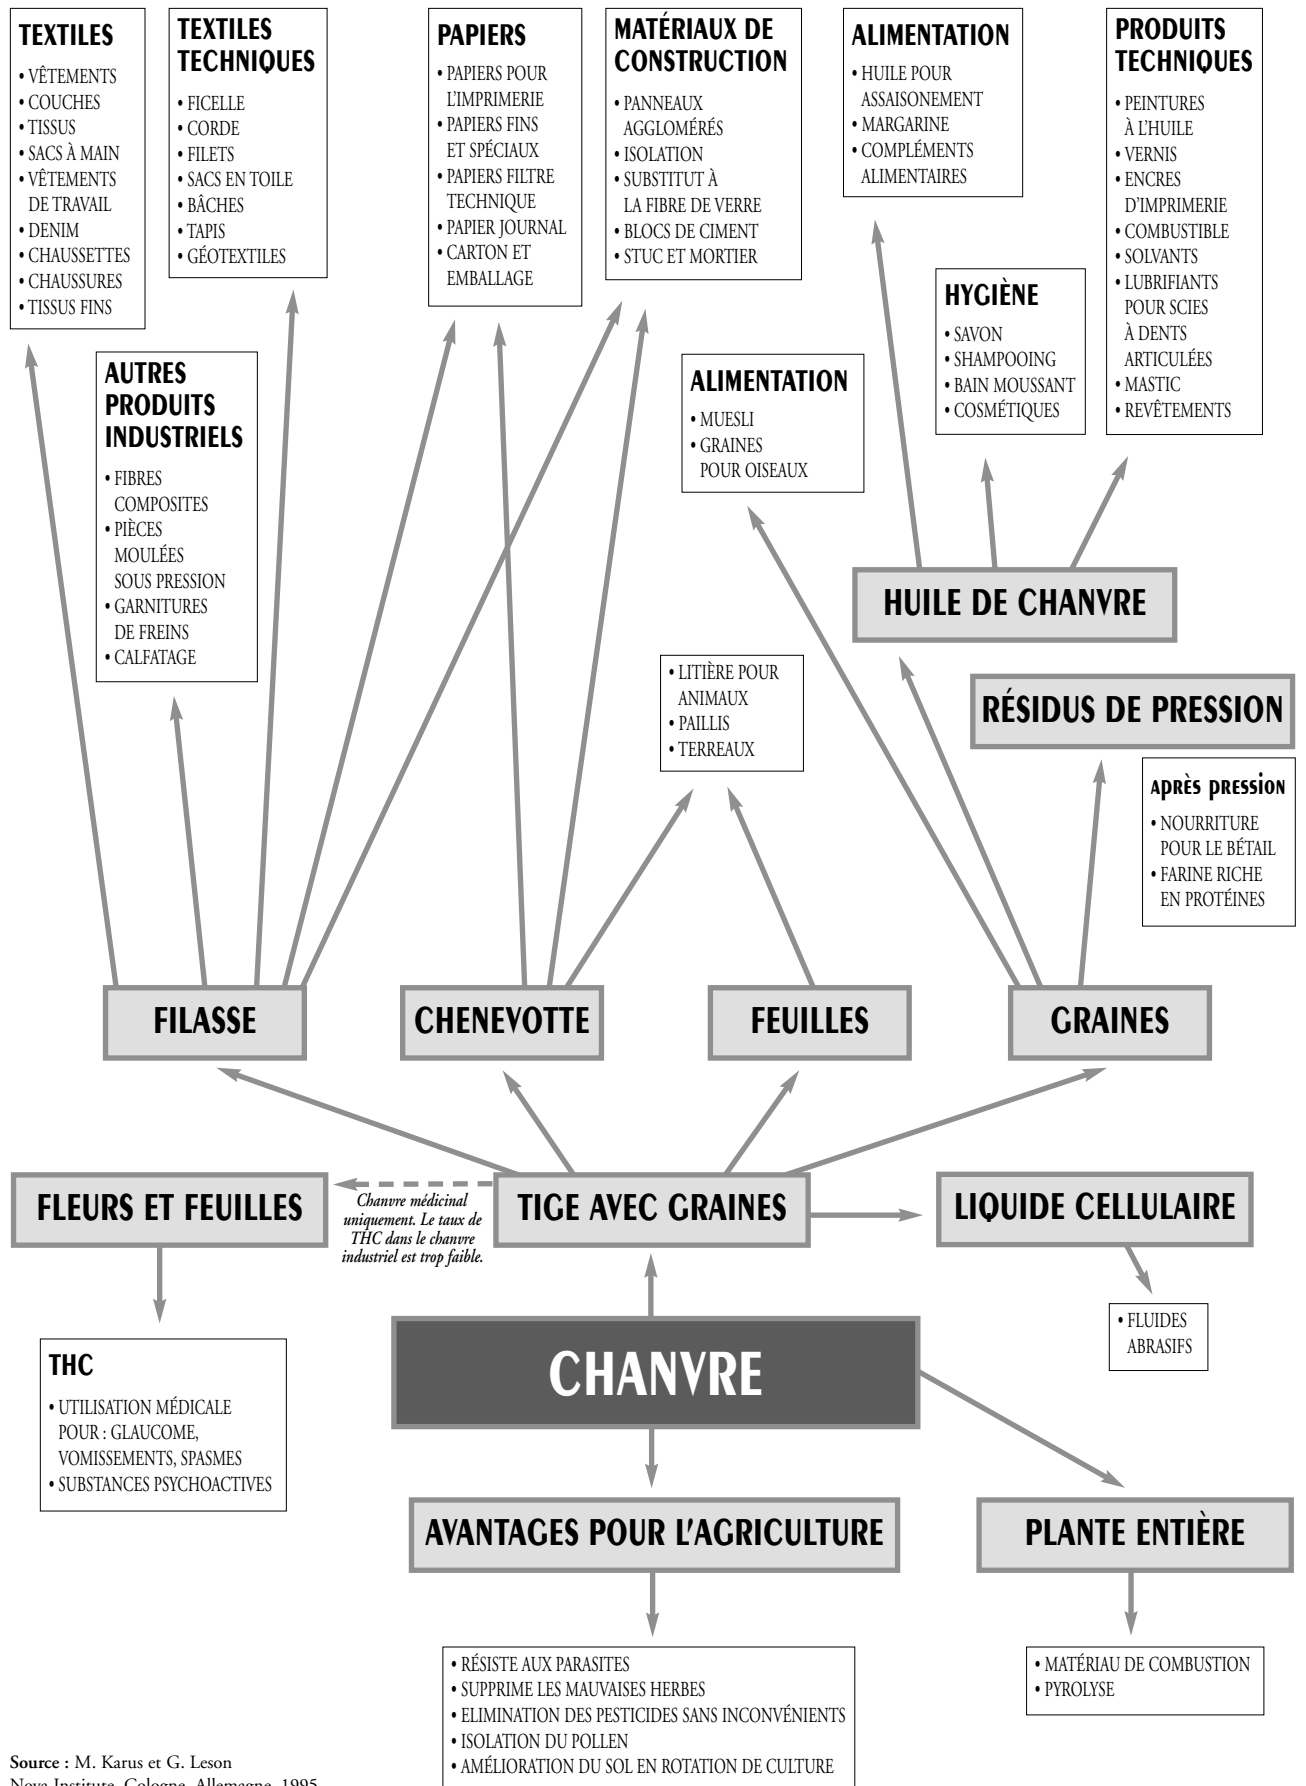 TEXTILES
• VÊTEMENTS
• COUCHES
• TISSUS
• SACS À MAIN
• VÊTEMENTS
DE TRAVAIL
• DENIM
• CHAUSSETTES
• CHAUSSURES
• TISSUS FINS
TEXTILES
TECHNIQUES
• FICELLE
• CORDE
• FILETS
• SACS EN TOILE
• BÂCHES
• TAPIS
• GÉOTEXTILES
PAPIERS
• PAPIERS POUR
L'IMPRIMERIE
• PAPIERS FINS
ET SPÉCIAUX
• PAPIERS FILTRE
TECHNIQUE
• PAPIER JOURNAL
• CARTON ET
EMBALLAGE
MATÉRIAUX DE
CONSTRUCTION
• PANNEAUX
AGGLOMÉRÉS
• ISOLATION
• SUBSTITUT À
LA FIBRE DE VERRE
• BLOCS DE CIMENT
• STUC ET MORTIER
ALIMENTATION
• HUILE POUR
ASSAISONEMENT
• MARGARINE
• COMPLÉMENTS
ALIMENTAIRES
PRODUITS
TECHNIQUES
• PEINTURES
À L'HUILE
• VERNIS
• ENCRES
D'IMPRIMERIE
• COMBUSTIBLE
• SOLVANTS
• LUBRIFIANTS
POUR SCIES
À DENTS
ARTICULÉES
• MASTIC
• REVÊTEMENTS
HYGIÈNE
• SAVON
• SHAMPOOING
• BAIN MOUSSANT
• COSMÉTIQUES
AUTRES
PRODUITS
INDUSTRIELS
• FIBRES
COMPOSITES
• PIÈCES
MOULÉES
SOUS PRESSION
• GARNITURES
DE FREINS
• CALFATAGE
ALIMENTATION
• MUESLI
• GRAINES
POUR OISEAUX
HUILE DE CHANVRE
• LITIÈRE POUR
ANIMAUX
• PAILLIS
• TERREAUX
RÉSIDUS DE PRESSION
APRÈS PRESSION
• NOURRITURE
POUR LE BÉTAIL
• FARINE RICHE
EN PROTÉINES
FILASSE
CHENEVOTTE
FEUILLES
GRAINES
FLEURS ET FEUILLES
Chanvre médicinal
uniquement. Le taux de
THC dans le chanvre
industriel est trop faible.
TIGE AVEC GRAINES
LIQUIDE CELLULAIRE
• FLUIDES
ABRASIFS
THC
• UTILISATION MÉDICALE
POUR : GLAUCOME,
VOMISSEMENTS, SPASMES
• SUBSTANCES PSYCHOACTIVES
CHANVRE
AVANTAGES POUR L'AGRICULTURE
PLANTE ENTIÈRE
• RÉSISTE AUX PARASITES
• SUPPRIME LES MAUVAISES HERBES
• ELIMINATION DES PESTICIDES SANS INCONVÉNIENTS
• ISOLATION DU POLLEN
• AMÉLIORATION DU SOL EN ROTATION DE CULTURE
• MATÉRIAU DE COMBUSTION
• PYROLYSE
Source : M. Karus et G. Leson
Nova Institute, Cologne, Allemagne, 1995